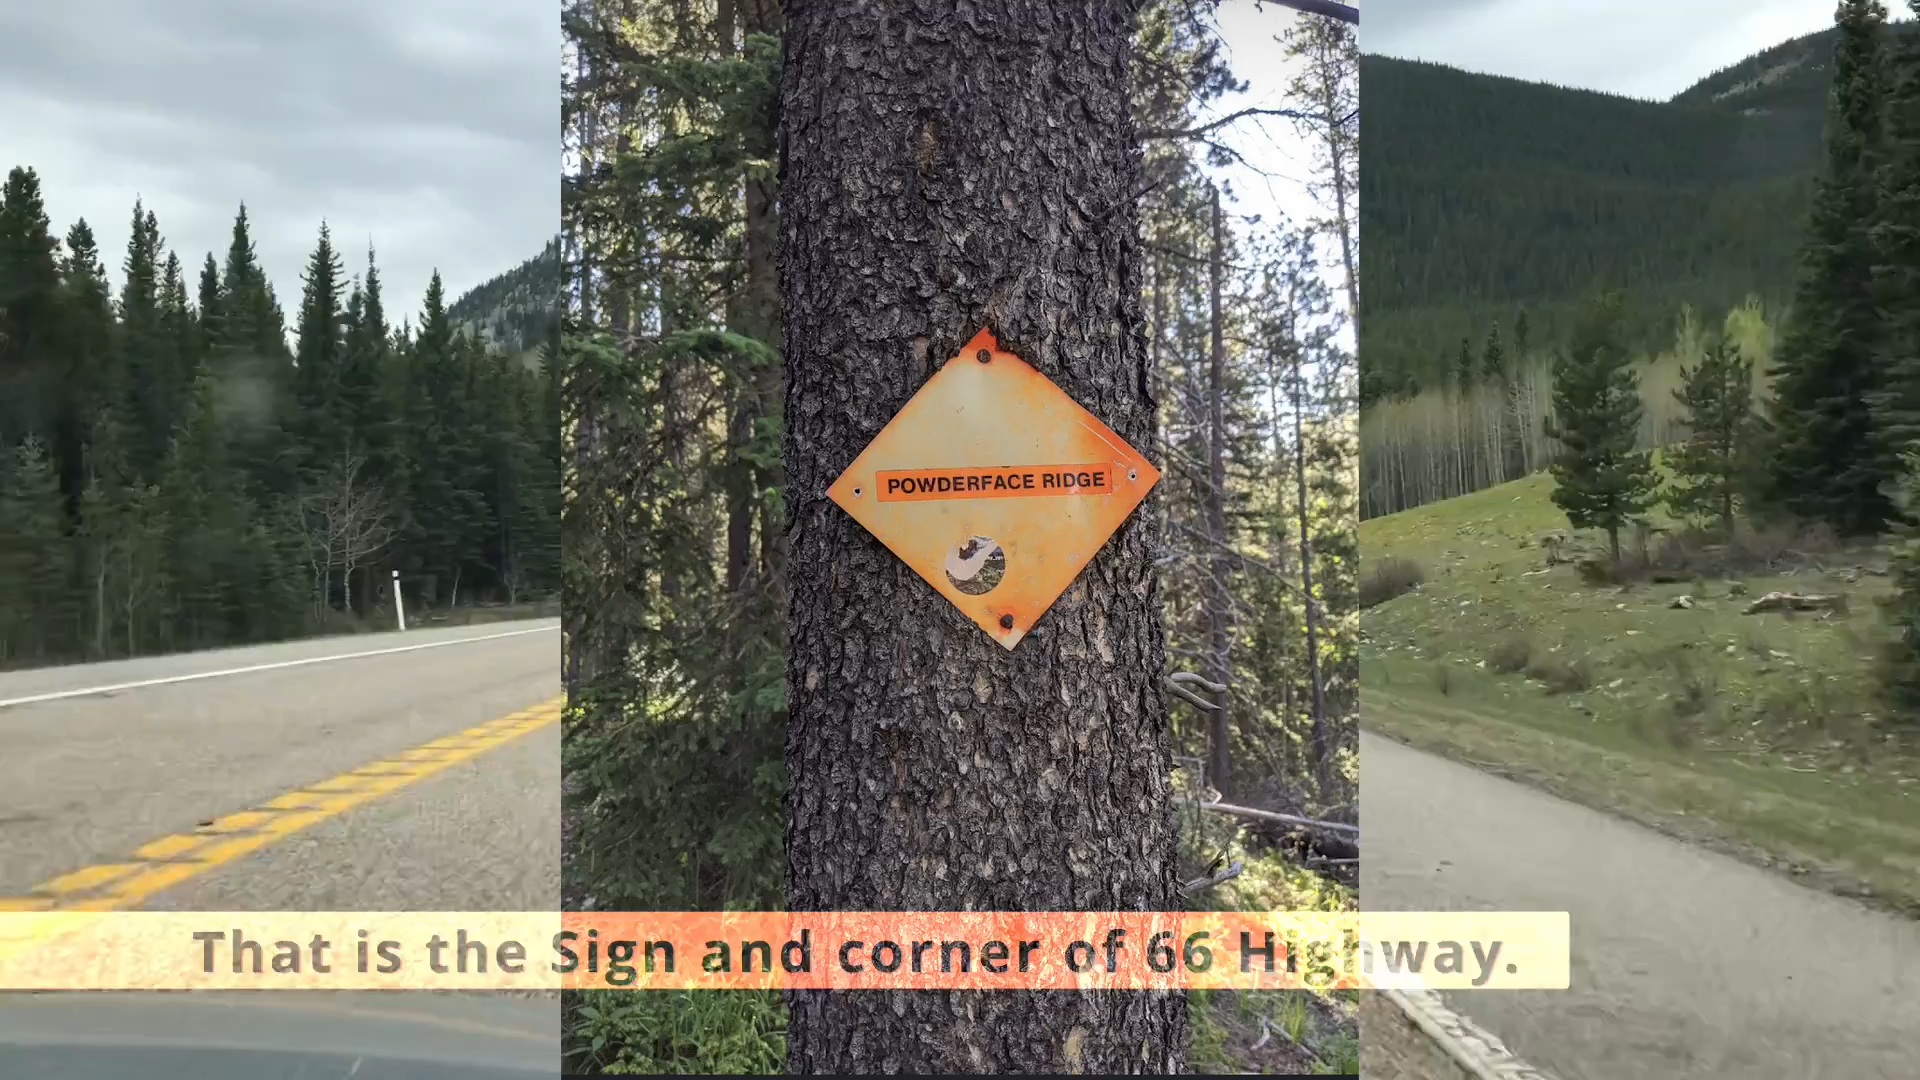 POWDERFACE RIDGE
That is the Sign and corner of 66 Highway.